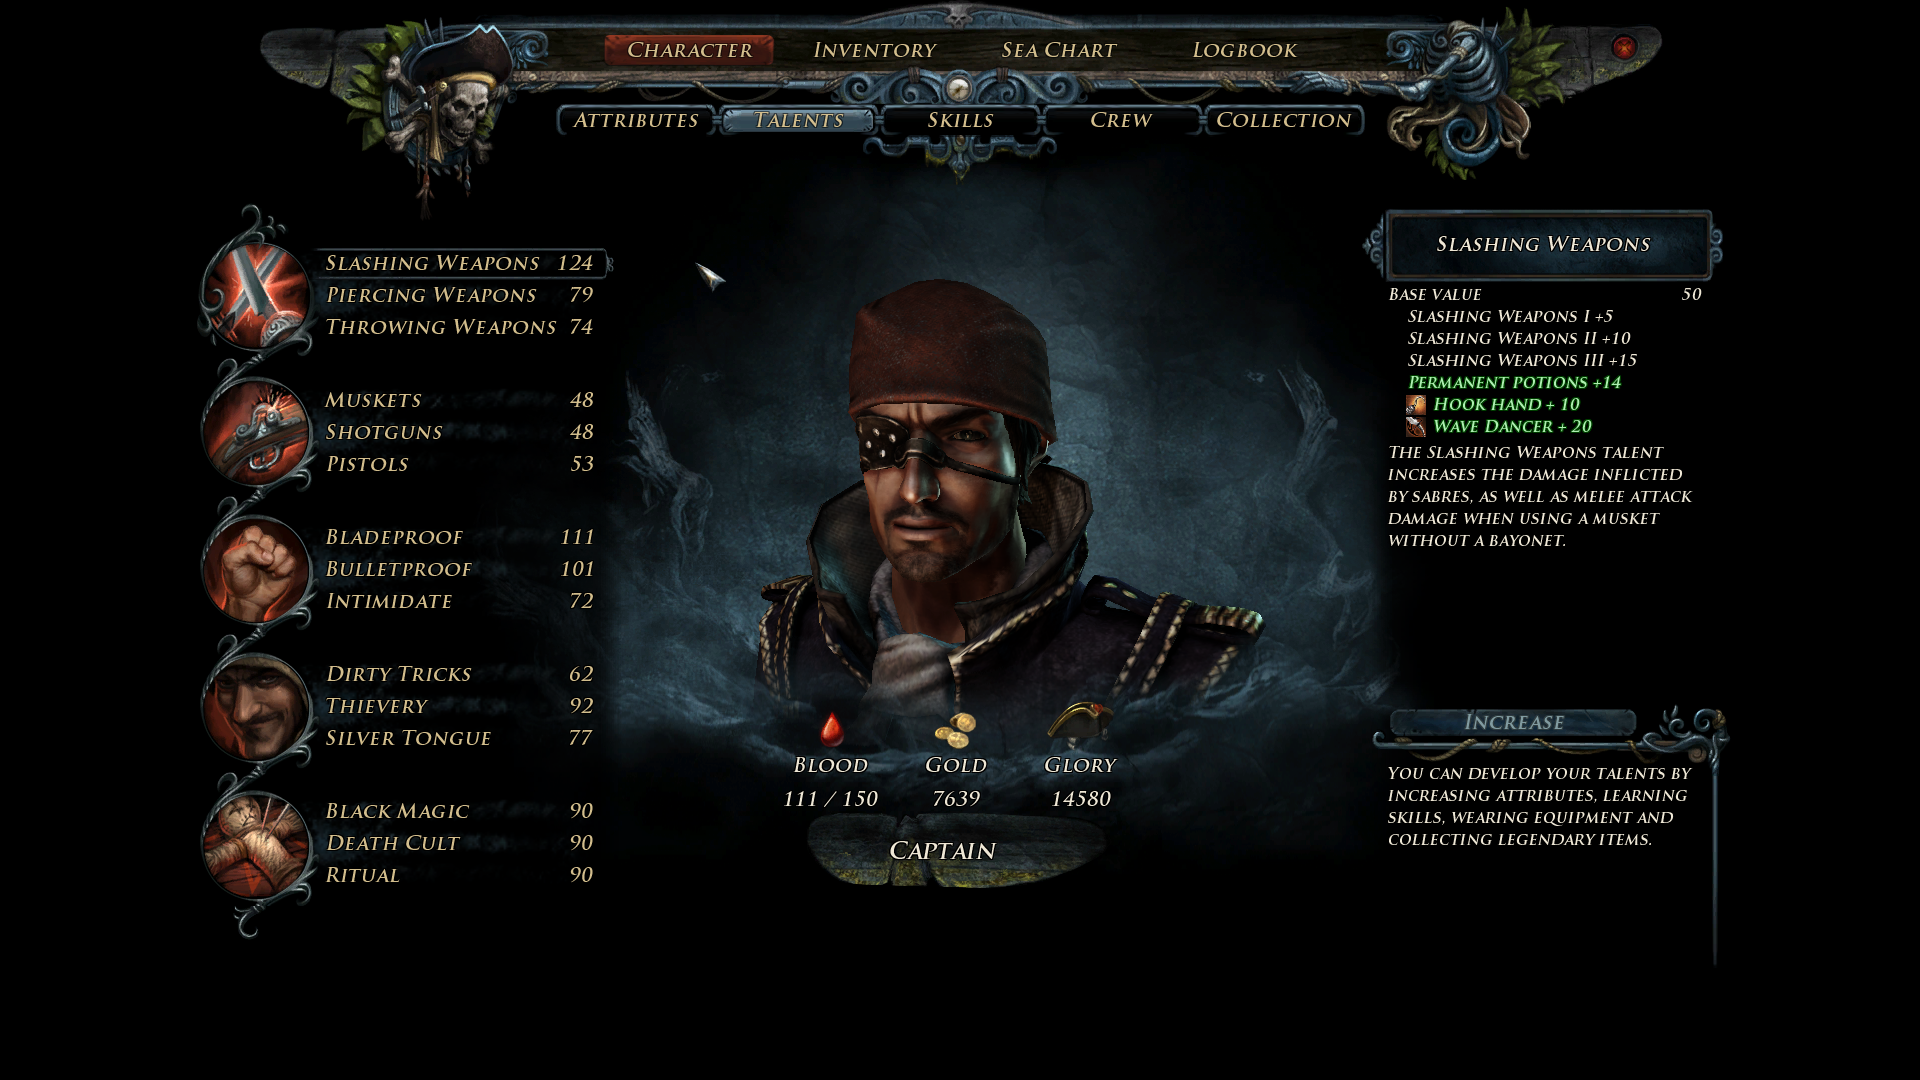 Character Inventory Sea Chart Logbook
Attributes Talents Skills Crew Collection
Slashing Weapons 124
Piercing Weapons 79
Throwing Weapons 74
Muskets 48
Shotguns 48
Pistols 53
Bladeproof 111
Bulletproof 101
Intimidate 72
Dirty Tricks 62
Thievery 92
Silver Tongue 77
Black Magic 90
Death Cult 90
Ritual 90
Blood Gold Glory
111 / 150 7639 14580
Captain
Slashing Weapons
Base value 50
Slashing Weapons I +5
Slashing Weapons II +10
Slashing Weapons III +15
Permanent potions +14
Hook hand + 10
Wave Dancer + 20
The Slashing Weapons talent
increases the damage inflicted
by sabres, as well as melee attack
damage when using a musket
without a bayonet.
Increase
You can develop your talents by
increasing attributes, learning
skills, wearing equipment and
collecting legendary items.